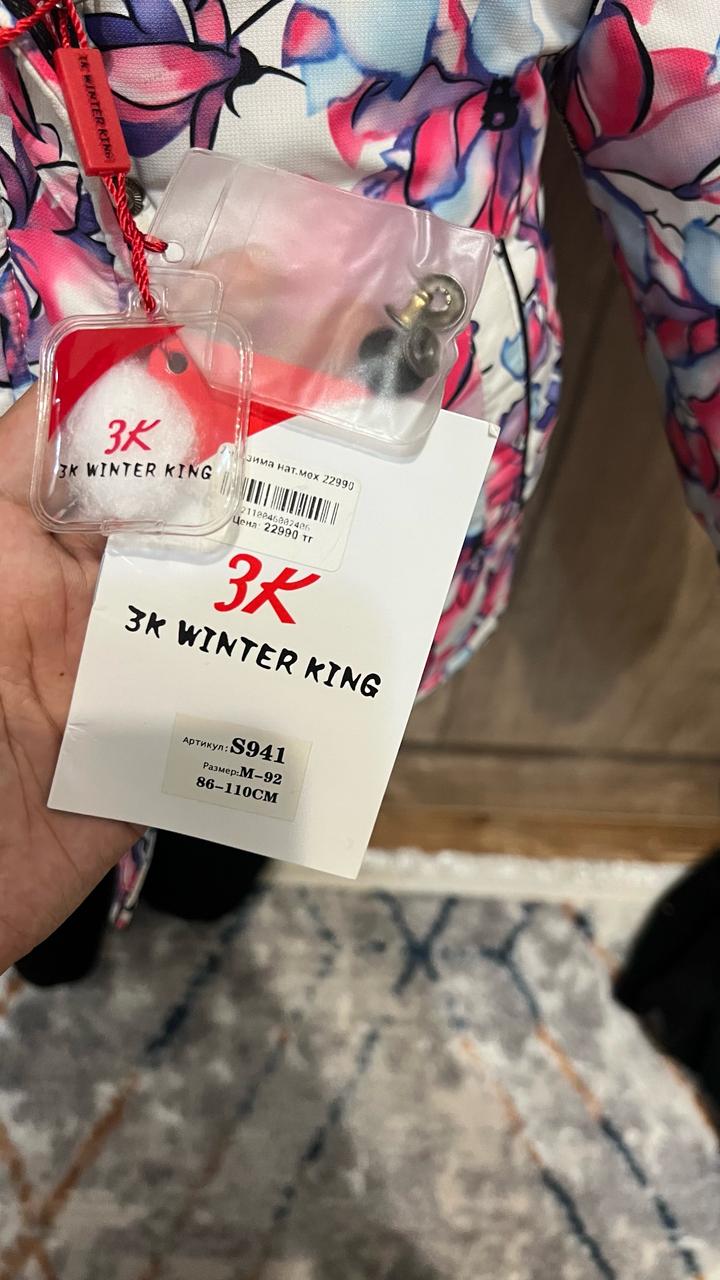 3K WINTER KING
3K
3K WINTER KING
зима нат.мех 22990
2110046002406
Цена: 22990 тг
3K
3K WINTER KING
Артикул: S941
Размер:M-92
86-110CM